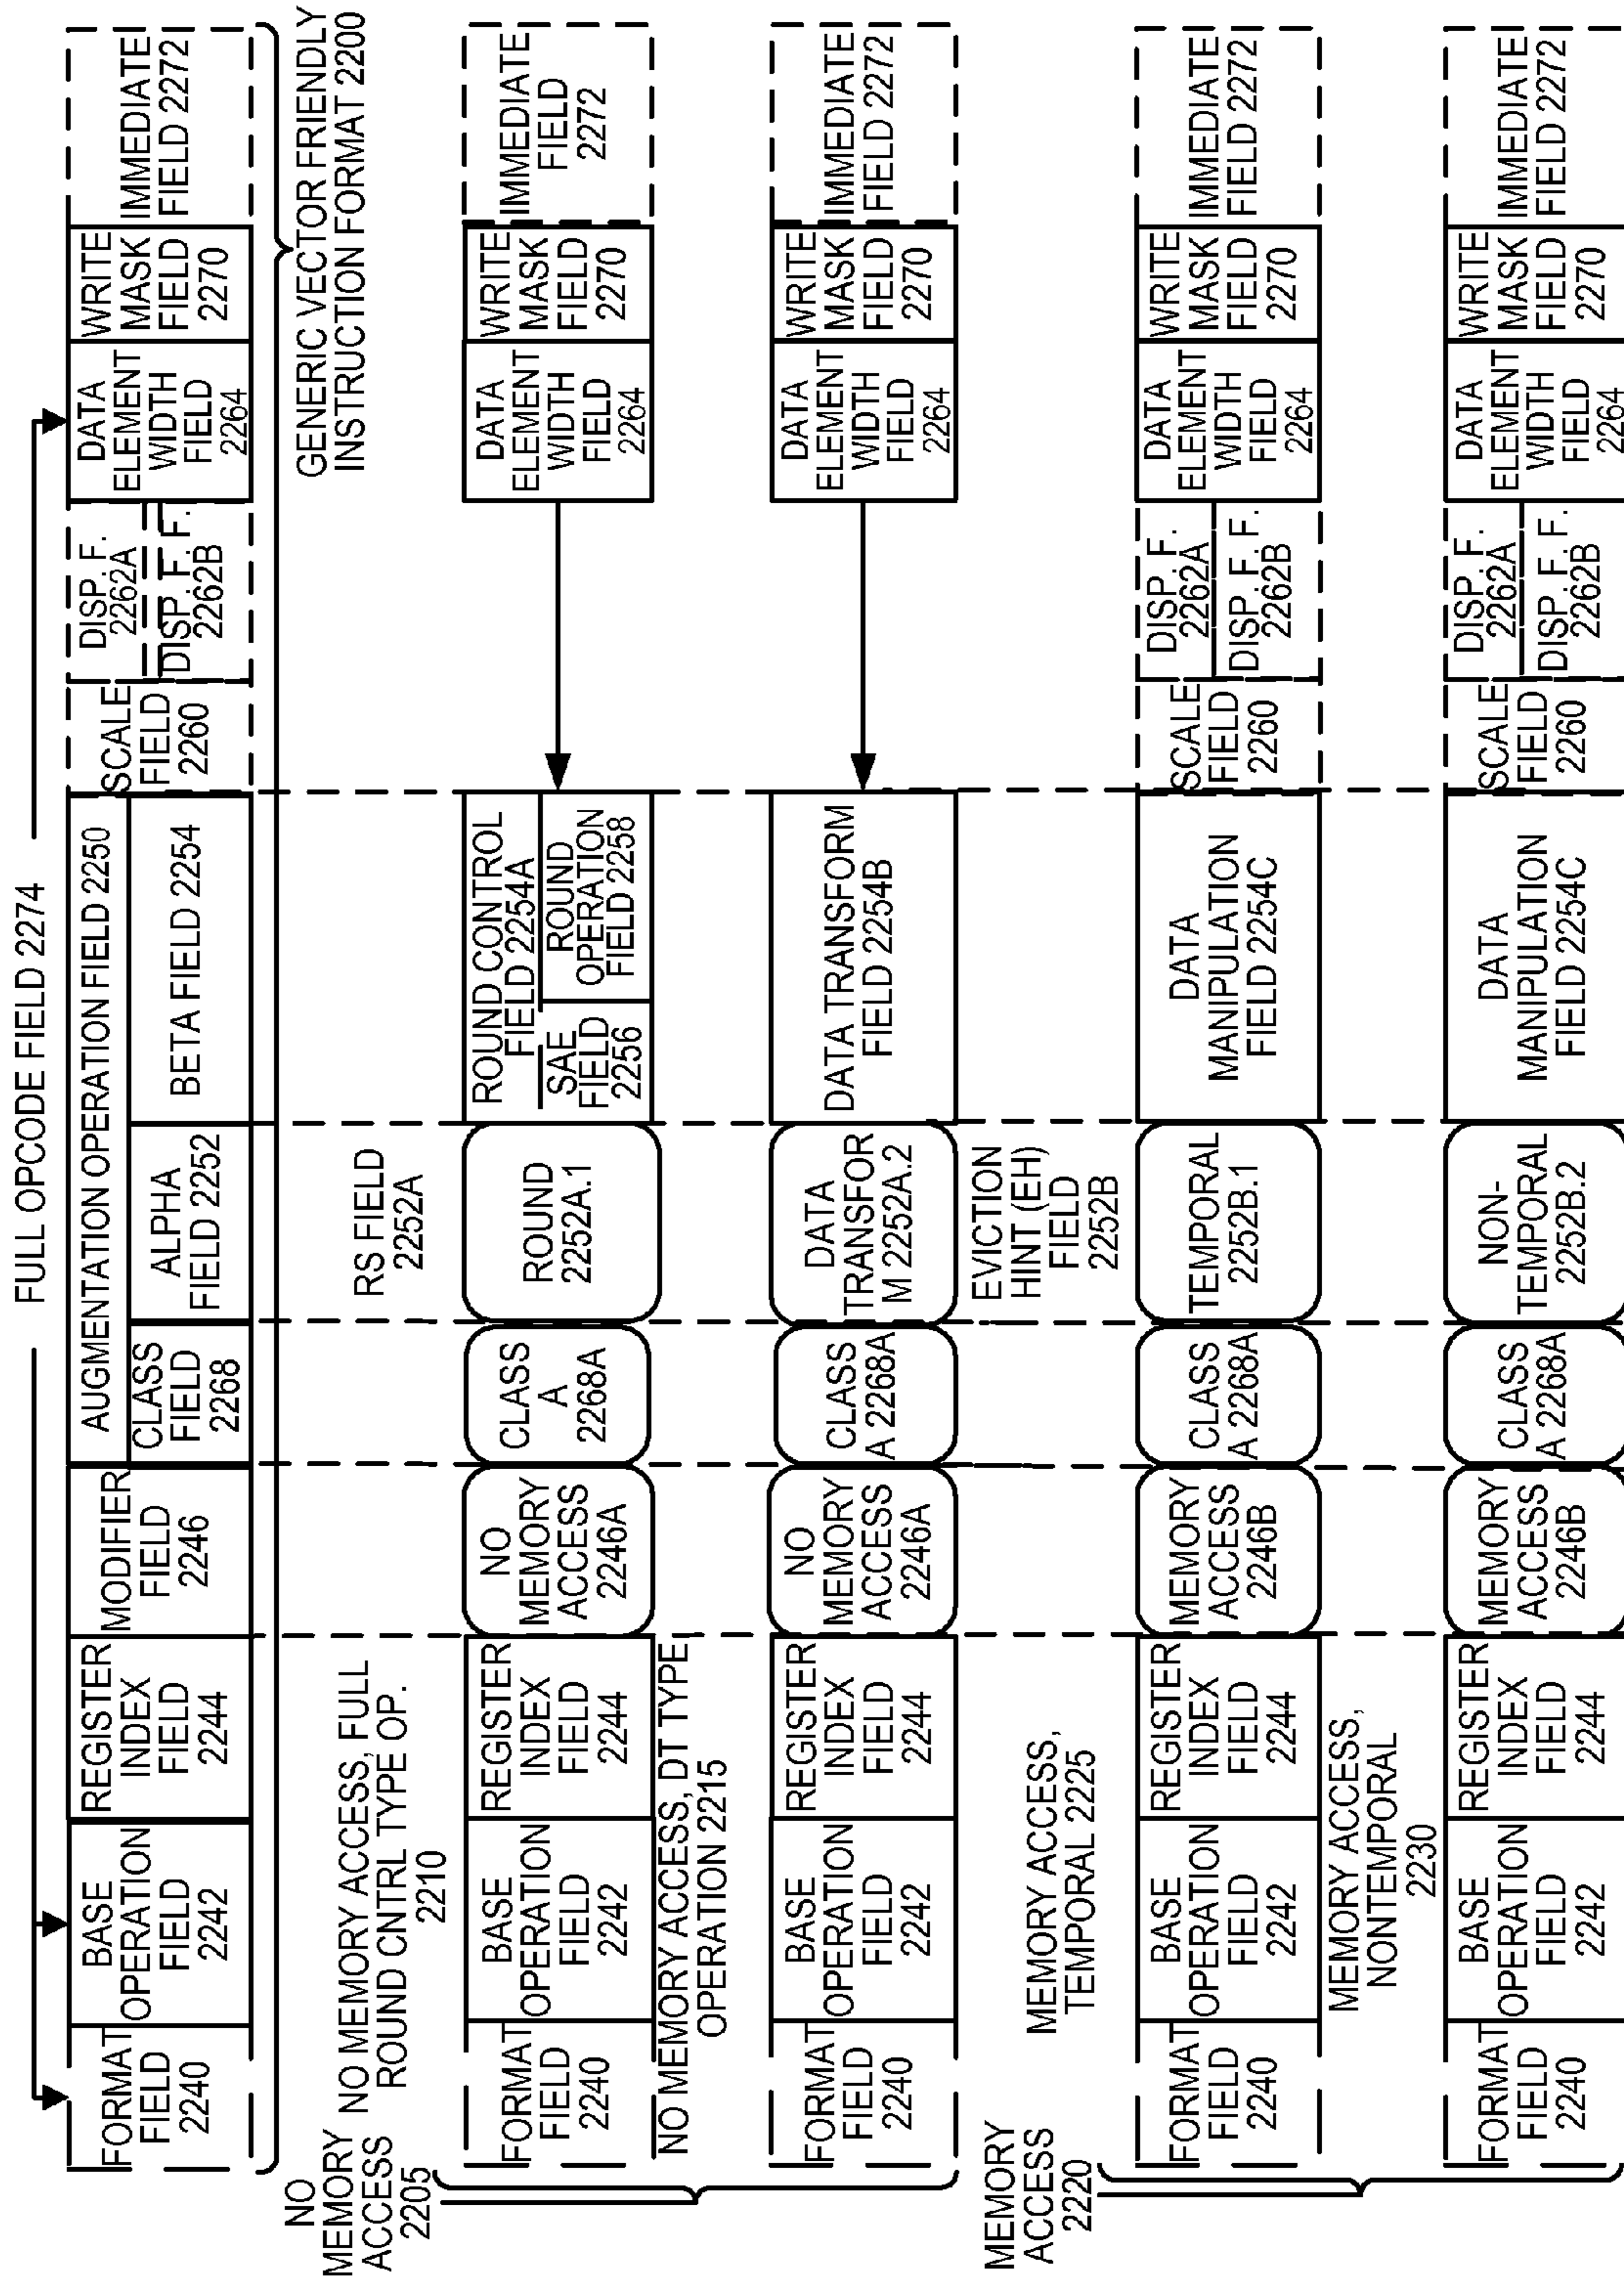 FULL OPCODE FIELD 2274
FORMAT
FIELD
2240
BASE
OPERATION
FIELD
2242
REGISTER
INDEX
FIELD
2244
MODIFIER
FIELD
2246
AUGMENTATION OPERATION FIELD 2250
CLASS
FIELD
2268
ALPHA
FIELD 2252
BETA FIELD 2254
SCALE
FIELD
2260
DISP. F.
2262A
DISP. F. F.
2262B
DATA
ELEMENT
WIDTH
FIELD
2264
WRITE
MASK
FIELD
2270
IMMEDIATE
FIELD 2272
GENERIC VECTOR FRIENDLY
INSTRUCTION FORMAT 2200
NO
MEMORY
ACCESS
2205
NO MEMORY ACCESS, FULL
ROUND CNTRL TYPE OP.
2210
RS FIELD
2252A
FORMAT
FIELD
2240
BASE
OPERATION
FIELD
2242
REGISTER
INDEX
FIELD
2244
NO
MEMORY
ACCESS
2246A
CLASS
A
2268A
ROUND
2252A.1
ROUND CONTROL
FIELD 2254A
SAE
FIELD
2256
ROUND
OPERATION
FIELD 2258
DATA
ELEMENT
WIDTH
FIELD
2264
WRITE
MASK
FIELD
2270
IMMEDIATE
FIELD
2272
NO MEMORY ACCESS, DT TYPE
OPERATION 2215
FORMAT
FIELD
2240
BASE
OPERATION
FIELD
2242
REGISTER
INDEX
FIELD
2244
NO
MEMORY
ACCESS
2246A
CLASS
A 2268A
DATA
TRANSFOR
M 2252A.2
DATA TRANSFORM
FIELD 2254B
DATA
ELEMENT
WIDTH
FIELD
2264
WRITE
MASK
FIELD
2270
IMMEDIATE
FIELD 2272
MEMORY
ACCESS
2220
MEMORY ACCESS,
TEMPORAL 2225
EVICTION
HINT (EH)
FIELD
2252B
FORMAT
FIELD
2240
BASE
OPERATION
FIELD
2242
REGISTER
INDEX
FIELD
2244
MEMORY
ACCESS
2246B
CLASS
A 2268A
TEMPORAL
2252B.1
DATA
MANIPULATION
FIELD 2254C
SCALE
FIELD
2260
DISP. F.
2262A
DISP. F. F.
2262B
DATA
ELEMENT
WIDTH
FIELD
2264
WRITE
MASK
FIELD
2270
IMMEDIATE
FIELD 2272
MEMORY ACCESS,
NONTEMPORAL
2230
FORMAT
FIELD
2240
BASE
OPERATION
FIELD
2242
REGISTER
INDEX
FIELD
2244
MEMORY
ACCESS
2246B
CLASS
A 2268A
NON-
TEMPORAL
2252B.2
DATA
MANIPULATION
FIELD 2254C
SCALE
FIELD
2260
DISP. F.
2262A
DISP. F. F.
2262B
DATA
ELEMENT
WIDTH
FIELD
2264
WRITE
MASK
FIELD
2270
IMMEDIATE
FIELD 2272